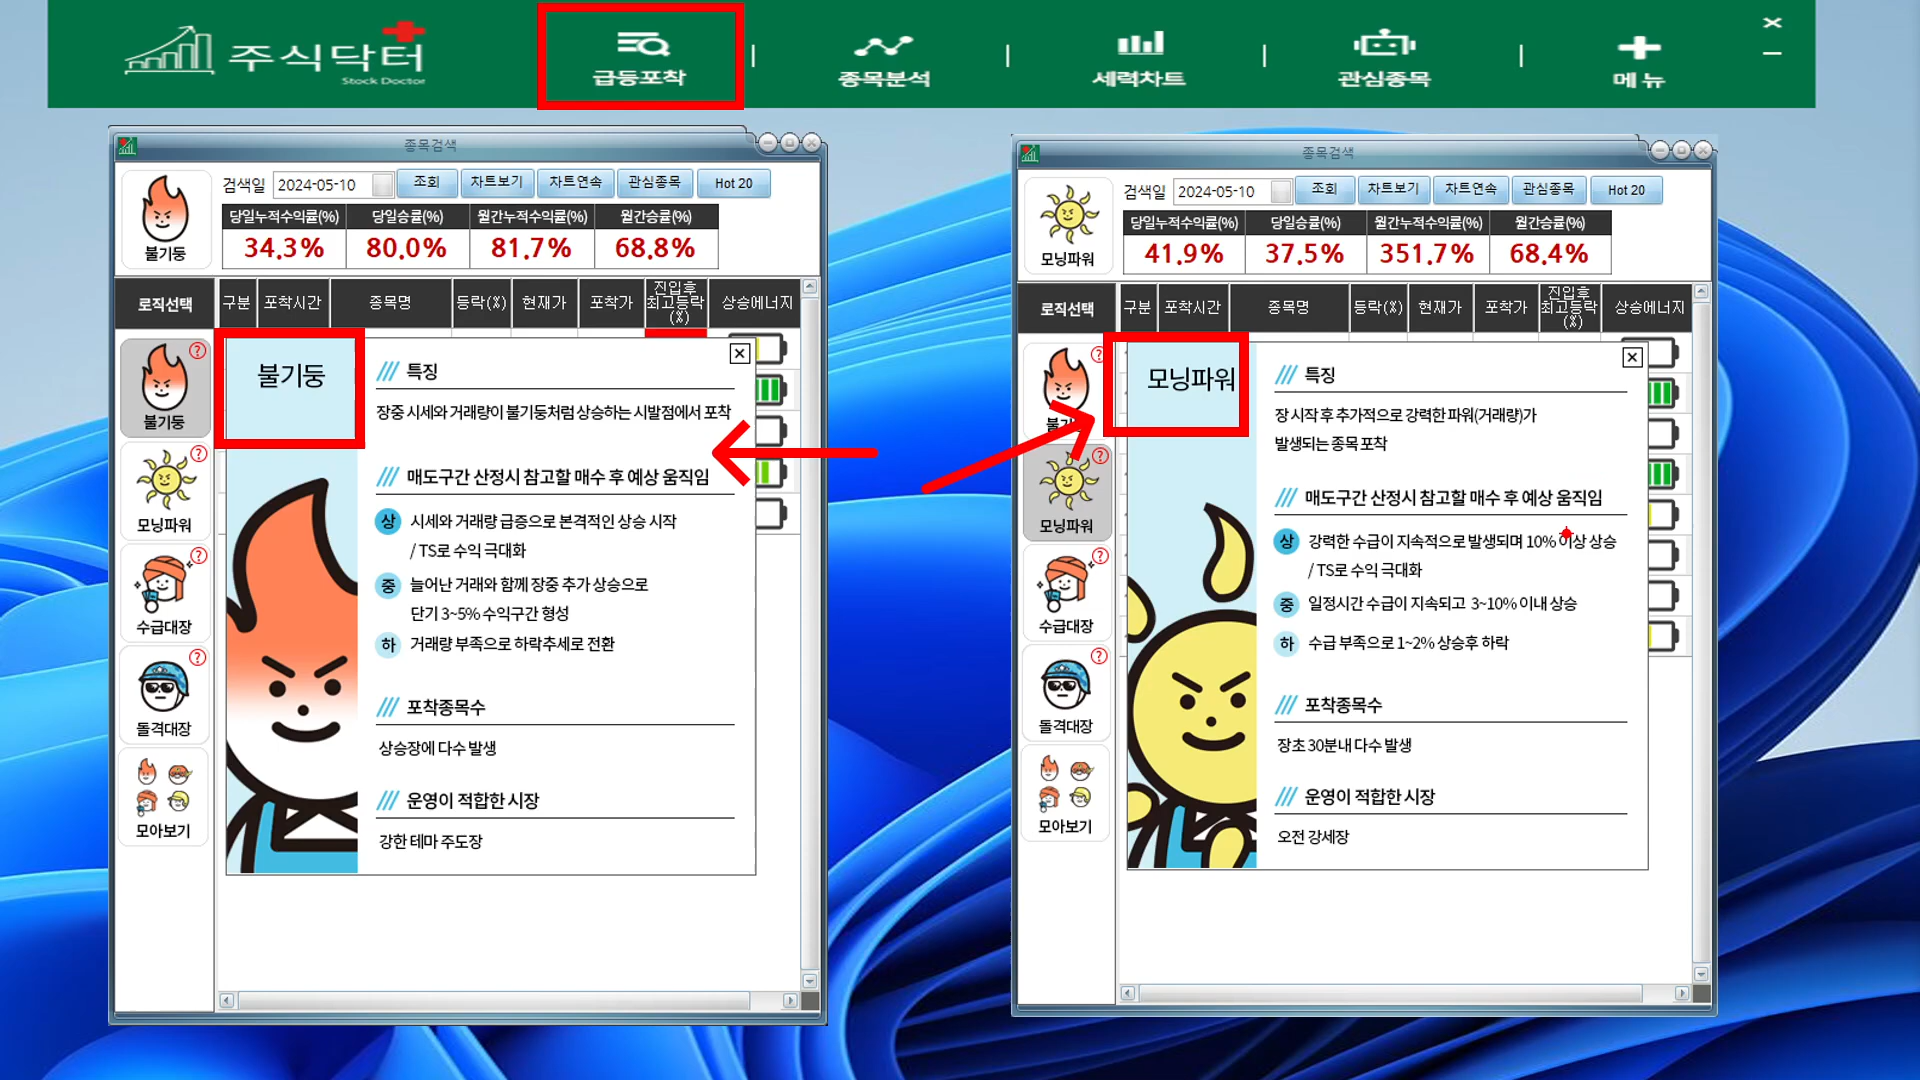 주식닥터
Stock Doctor
급등포착
종목분석
세력차트
관심종목
메뉴
종목검색
불기둥
검색일 2024-05-10 조회 차트보기 차트연속 관심종목 Hot 20
당일누적수익률(%) 당일승률(%) 월간누적수익률(%) 월간승률(%)
34.3% 80.0% 81.7% 68.8%
로직선택 구분 포착시간 종목명 등락(%) 현재가 포착가 진입후 최고등락 (%) 상승에너지
불기둥
모닝파워
수급대장
돌격대장
모아보기
불기둥
/// 특징
장중 시세와 거래량이 불기둥처럼 상승하는 시발점에서 포착
/// 매도구간 산정시 참고할 매수 후 예상 움직임
상 시세와 거래량 급증으로 본격적인 상승 시작
/ TS로 수익 극대화
중 늘어난 거래와 함께 장중 추가 상승으로
단기 3~5% 수익구간 형성
하 거래량 부족으로 하락추세로 전환
/// 포착종목수
상승장에 다수 발생
/// 운영이 적합한 시장
강한 테마 주도장
종목검색
모닝파워
검색일 2024-05-10 조회 차트보기 차트연속 관심종목 Hot 20
당일누적수익률(%) 당일승률(%) 월간누적수익률(%) 월간승률(%)
41.9% 37.5% 351.7% 68.4%
로직선택 구분 포착시간 종목명 등락(%) 현재가 포착가 진입후 최고등락 (%) 상승에너지
모닝파워
수급대장
돌격대장
모아보기
모닝파워
/// 특징
장 시작 후 추가적으로 강력한 파워(거래량)가
발생되는 종목 포착
/// 매도구간 산정시 참고할 매수 후 예상 움직임
상 강력한 수급이 지속적으로 발생되며 10% 이상 상승
/ TS로 수익 극대화
중 일정시간 수급이 지속되고 3~10% 이내 상승
하 수급 부족으로 1~2% 상승후 하락
/// 포착종목수
장초 30분내 다수 발생
/// 운영이 적합한 시장
오전 강세장